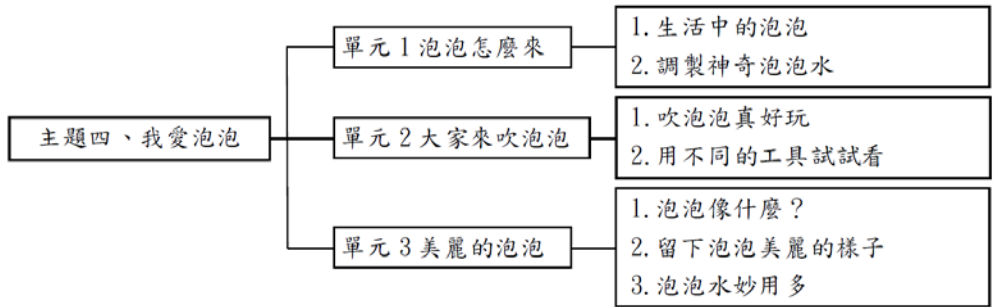 主題四、我愛泡泡
單元1泡泡怎麼來
1.生活中的泡泡
2.調製神奇泡泡水
單元2大家來吹泡泡
1.吹泡泡真好玩
2.用不同的工具試試看
單元3美麗的泡泡
1.泡泡像什麼？
2.留下泡泡美麗的樣子
3.泡泡水妙用多